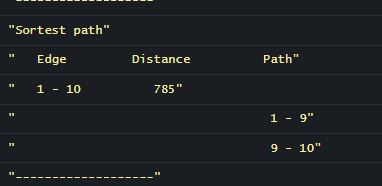 "Sortest path"
"   Edge         Distance          Path"
"   1 - 10          785"
"                                   1 - 9"
"                                   9 - 10"
"-------------------"